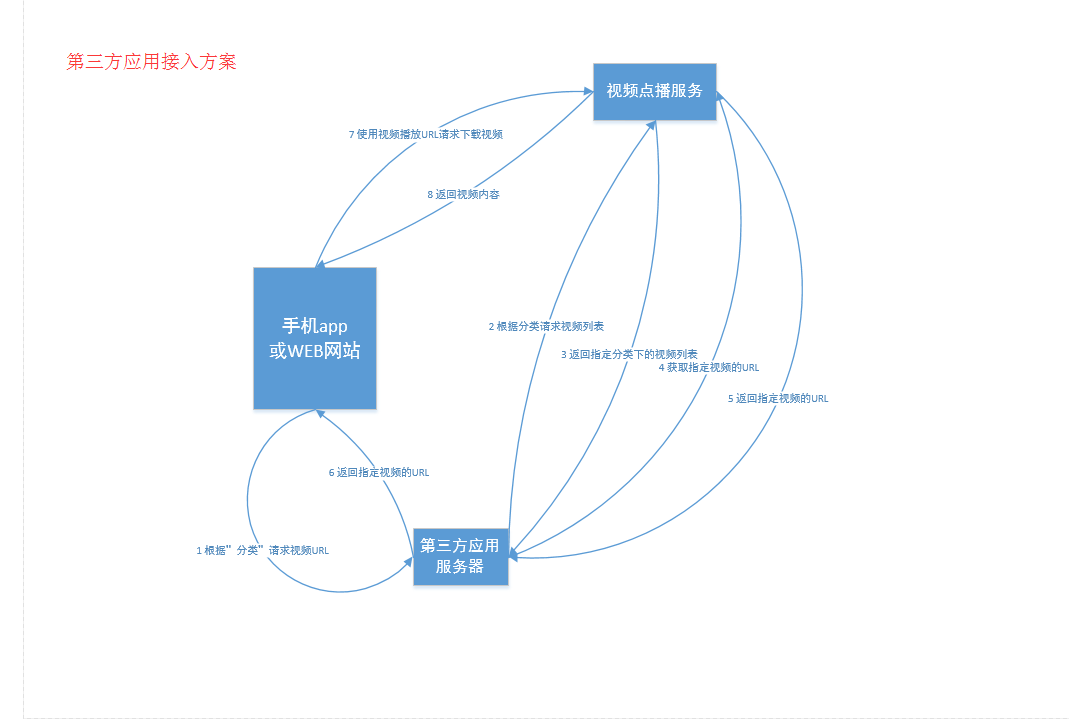 第三方应用接入方案
视频点播服务
7 使用视频播放URL请求下载视频
8 返回视频内容
手机app
或WEB网站
2 根据分类请求视频列表
3 返回指定分类下的视频列表
4 获取指定视频的URL
5 返回指定视频的URL
6 返回指定视频的URL
1 根据”分类”请求视频URL
第三方应用
服务器